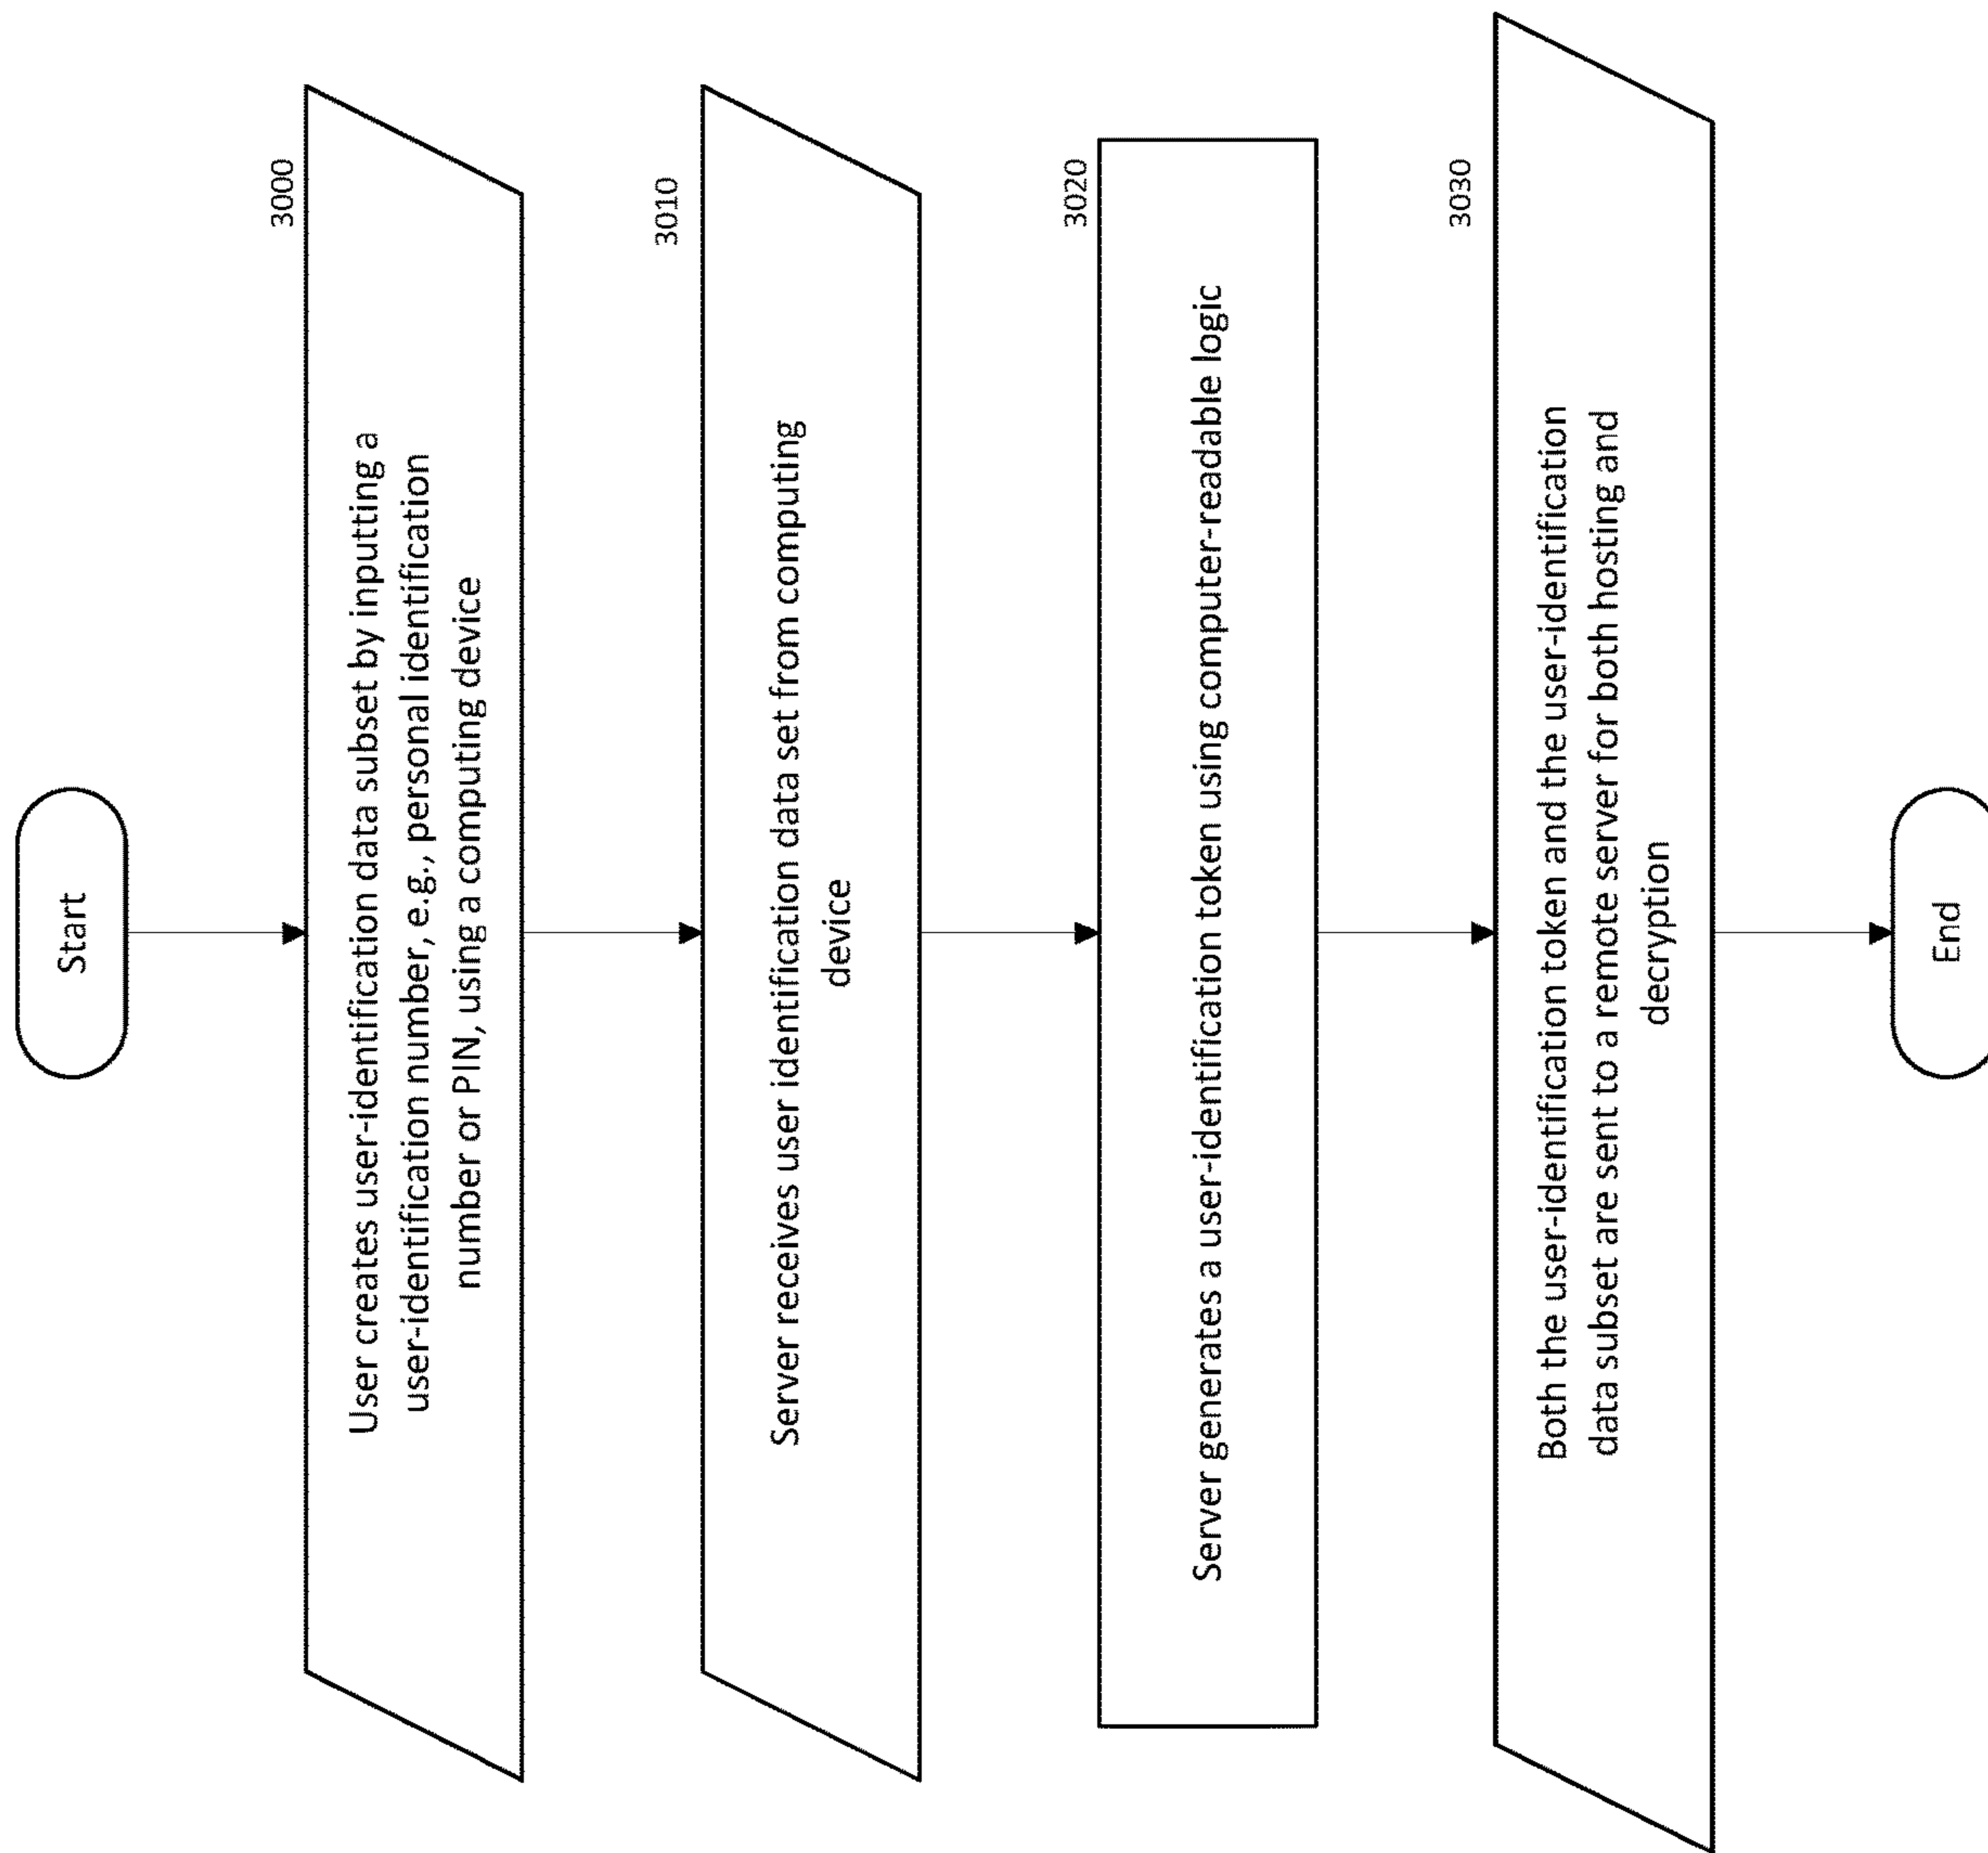 Start
3000
User creates user-identification data subset by inputing a
user-identification number, e.g., personal identification
number or PIN, using a computing device
3010
Server receives user identification data set from computing
device
3020
Server generates a user-identification token using computer-readable logic
3030
Both the user-identification token and the user-identification
data subset are sent to a remote server for both hosting and
decryption
End